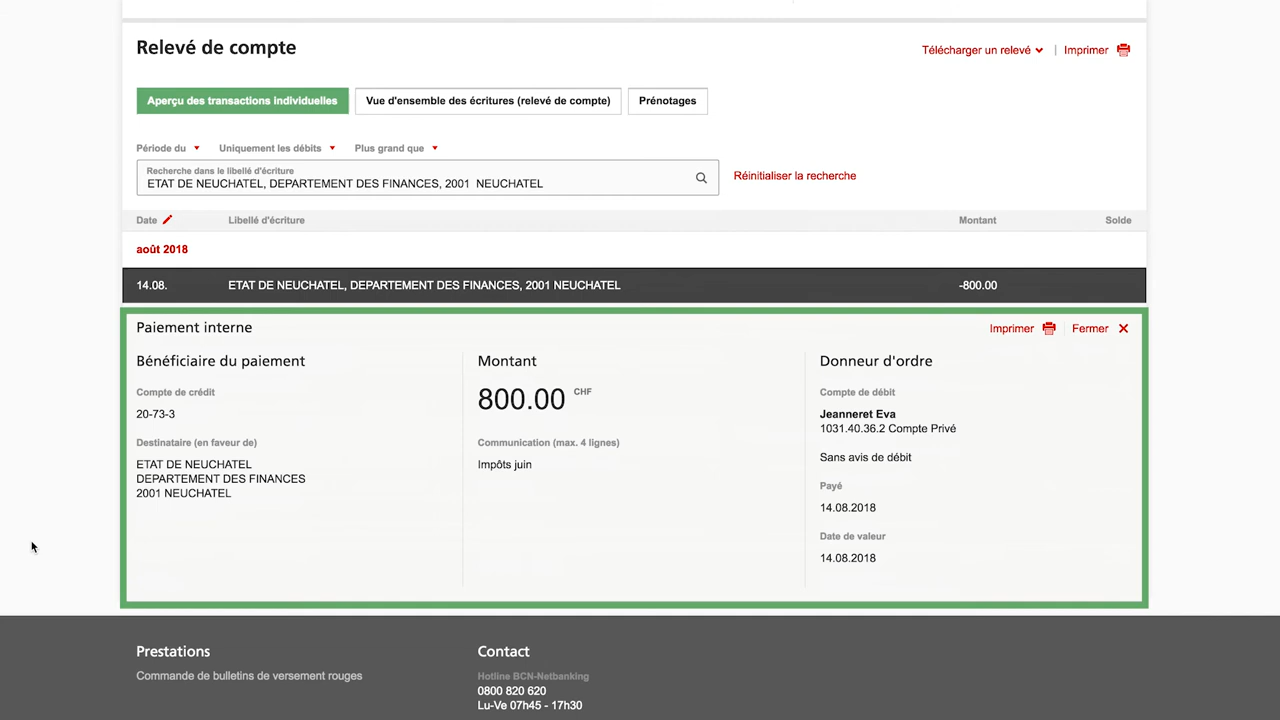 Relevé de compte
Télécharger un relevé | Imprimer
Aperçu des transactions individuelles
Vue d'ensemble des écritures (relevé de compte)
Prénotages
Période du
Uniquement les débits
Plus grand que
Recherche dans le libellé d'écriture
ETAT DE NEUCHATEL, DEPARTEMENT DES FINANCES, 2001  NEUCHATEL
Réinitialiser la recherche
Date Libellé d'écriture Montant Solde
août 2018
14.08. ETAT DE NEUCHATEL, DEPARTEMENT DES FINANCES, 2001 NEUCHATEL -800.00
Paiement interne
Imprimer | Fermer
Bénéficiaire du paiement
Compte de crédit
20-73-3
Destinataire (en faveur de)
ETAT DE NEUCHATEL
DEPARTEMENT DES FINANCES
2001 NEUCHATEL
Montant
800.00 CHF
Communication (max. 4 lignes)
Impôts juin
Donneur d'ordre
Compte de débit
Jeanneret Eva
1031.40.36.2 Compte Privé
Sans avis de débit
Payé
14.08.2018
Date de valeur
14.08.2018
Prestations
Commande de bulletins de versement rouges
Contact
Hotline BCN-Netbanking
0800 820 620
Lu-Ve 07h45 - 17h30